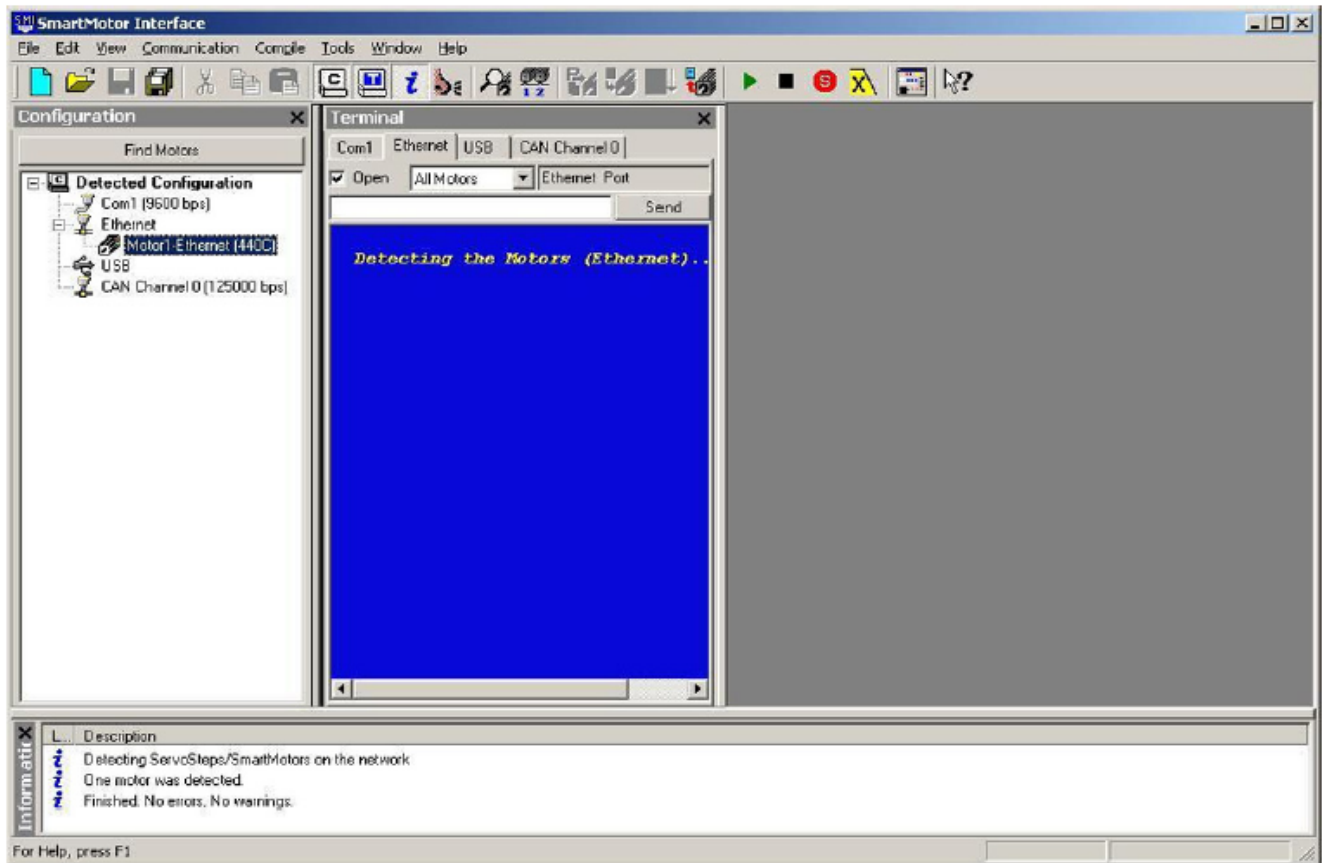 SmartMotor Interface
File Edit View Communication Compile Tools Window Help
Configuration
Find Motors
Detected Configuration
Com1 (9600 bps)
Ethernet
Motor1-Ethernet (440C)
USB
CAN Channel 0 (125000 bps)
Terminal
Com1 Ethernet USB CAN Channel 0
Open All Motors Ethernet Port
Send
Detecting the Motors (Ethernet)..
Informatic
L... Description
Detecting ServoSteps/SmartMotors on the network
One motor was detected.
Finished. No errors, No warnings.
For Help, press F1